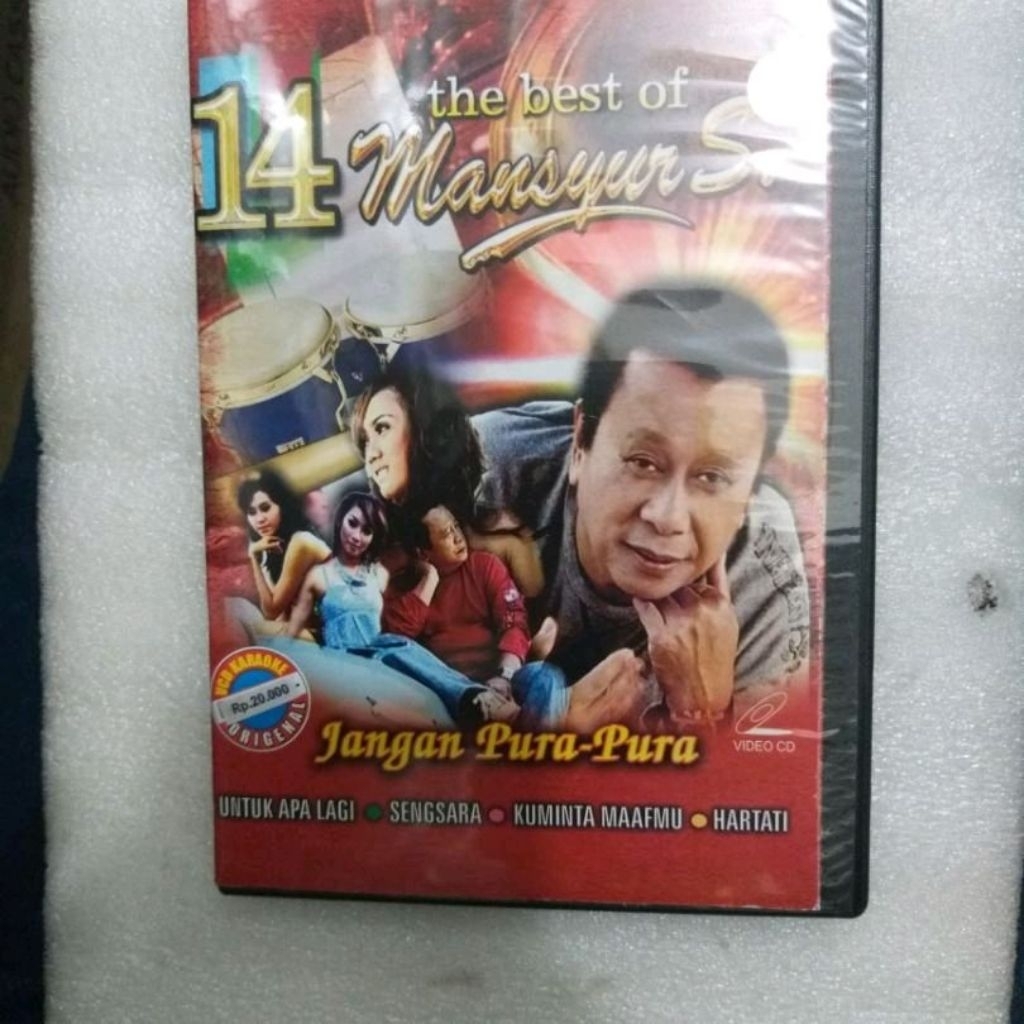 14
the best of
Mansyur S.
VCD KARAOKE
Rp.20.000 -
ORIGENAL
Jangan Pura-Pura
VIDEO CD
UNTUK APA LAGI • SENGSARA • KUMINTA MAAFMU • HARTATI